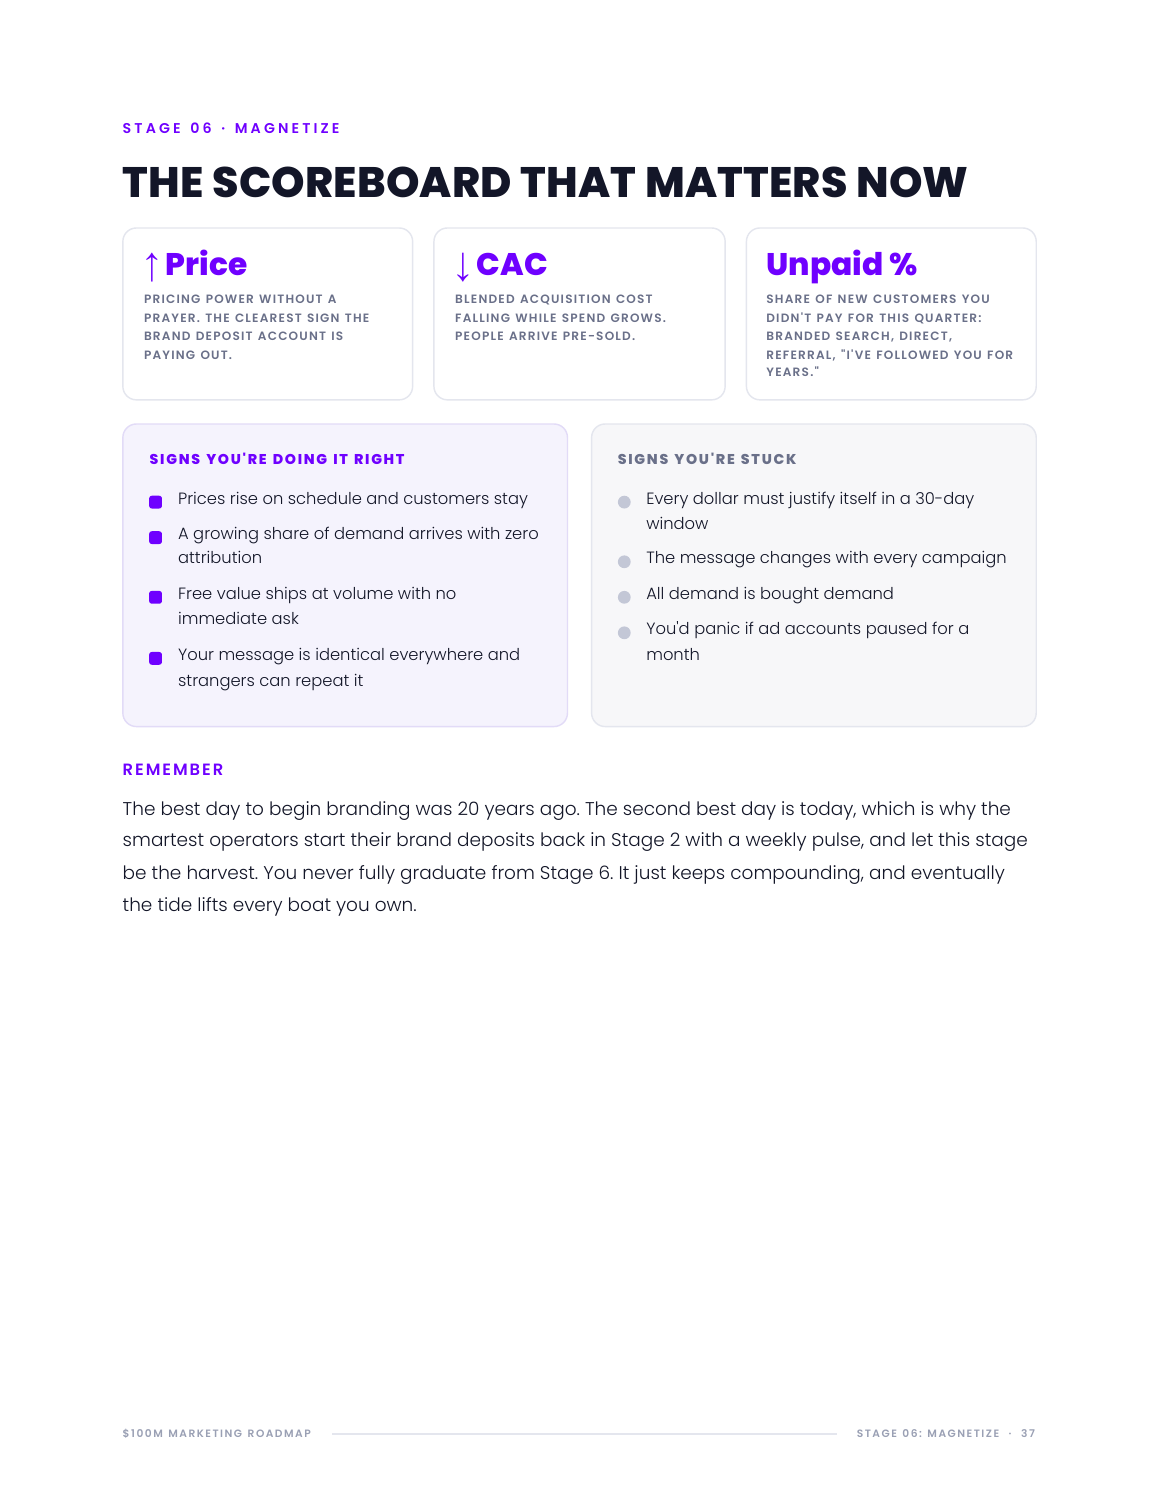 STAGE 06 · MAGNETIZE
THE SCOREBOARD THAT MATTERS NOW
↑ Price
PRICING POWER WITHOUT A
PRAYER. THE CLEAREST SIGN THE
BRAND DEPOSIT ACCOUNT IS
PAYING OUT.
↓ CAC
BLENDED ACQUISITION COST
FALLING WHILE SPEND GROWS.
PEOPLE ARRIVE PRE-SOLD.
Unpaid %
SHARE OF NEW CUSTOMERS YOU
DIDN'T PAY FOR THIS QUARTER:
BRANDED SEARCH, DIRECT,
REFERRAL, "I'VE FOLLOWED YOU FOR
YEARS."
SIGNS YOU'RE DOING IT RIGHT
Prices rise on schedule and customers stay
A growing share of demand arrives with zero
attribution
Free value ships at volume with no
immediate ask
Your message is identical everywhere and
strangers can repeat it
SIGNS YOU'RE STUCK
Every dollar must justify itself in a 30-day
window
The message changes with every campaign
All demand is bought demand
You'd panic if ad accounts paused for a
month
REMEMBER
The best day to begin branding was 20 years ago. The second best day is today, which is why the
smartest operators start their brand deposits back in Stage 2 with a weekly pulse, and let this stage
be the harvest. You never fully graduate from Stage 6. It just keeps compounding, and eventually
the tide lifts every boat you own.
$100M MARKETING ROADMAP
STAGE 06: MAGNETIZE · 37